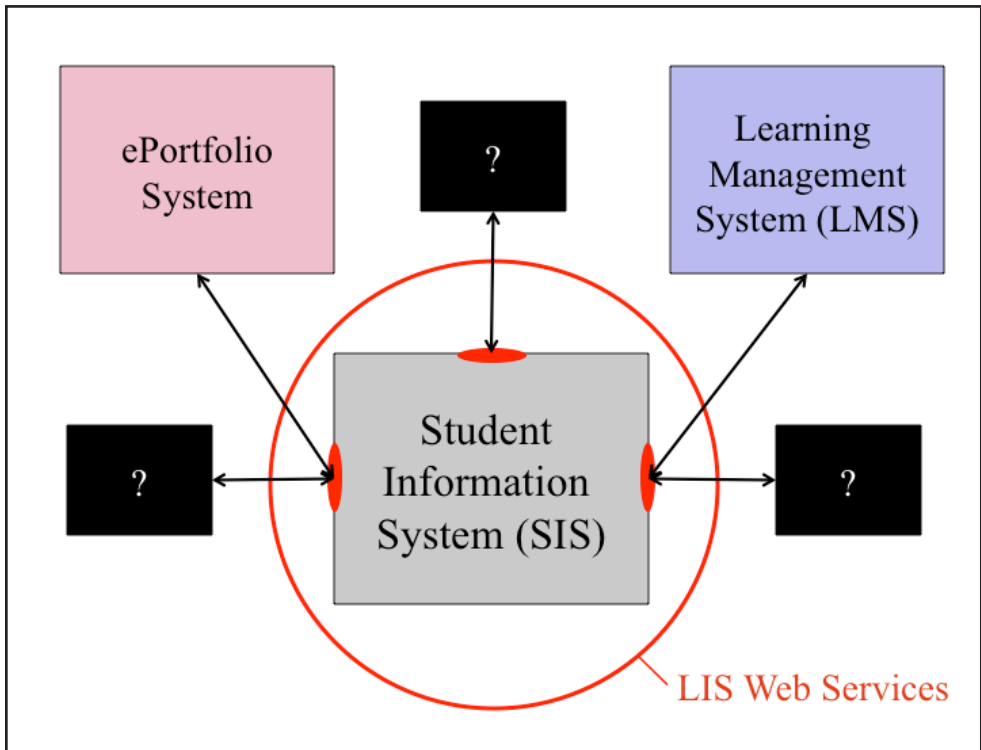 ePortfolio
System
?
Learning
Management
System (LMS)
?
Student
Information
System (SIS)
?
LIS Web Services